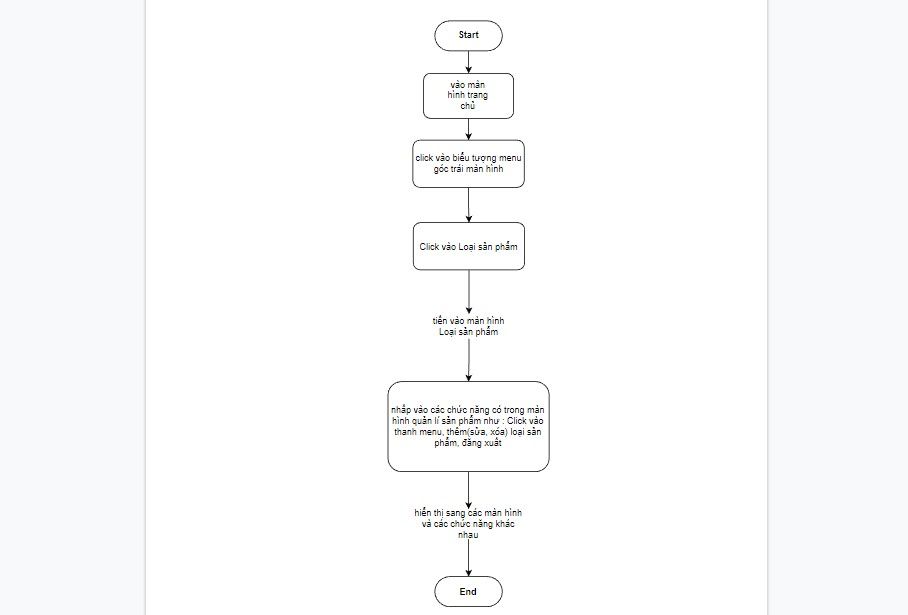 Start
vào màn
hình trang
chủ
click vào biểu tượng menu
góc trái màn hình
Click vào Loại sản phẩm
tiến vào màn hình
Loại sản phẩm
nhấp vào các chức năng có trong màn
hình quản lí sản phẩm như : Click vào
thanh menu, thêm(sửa, xóa) loại sản
phẩm, đăng xuất
hiển thị sang các màn hình
và các chức năng khác
nhau
End